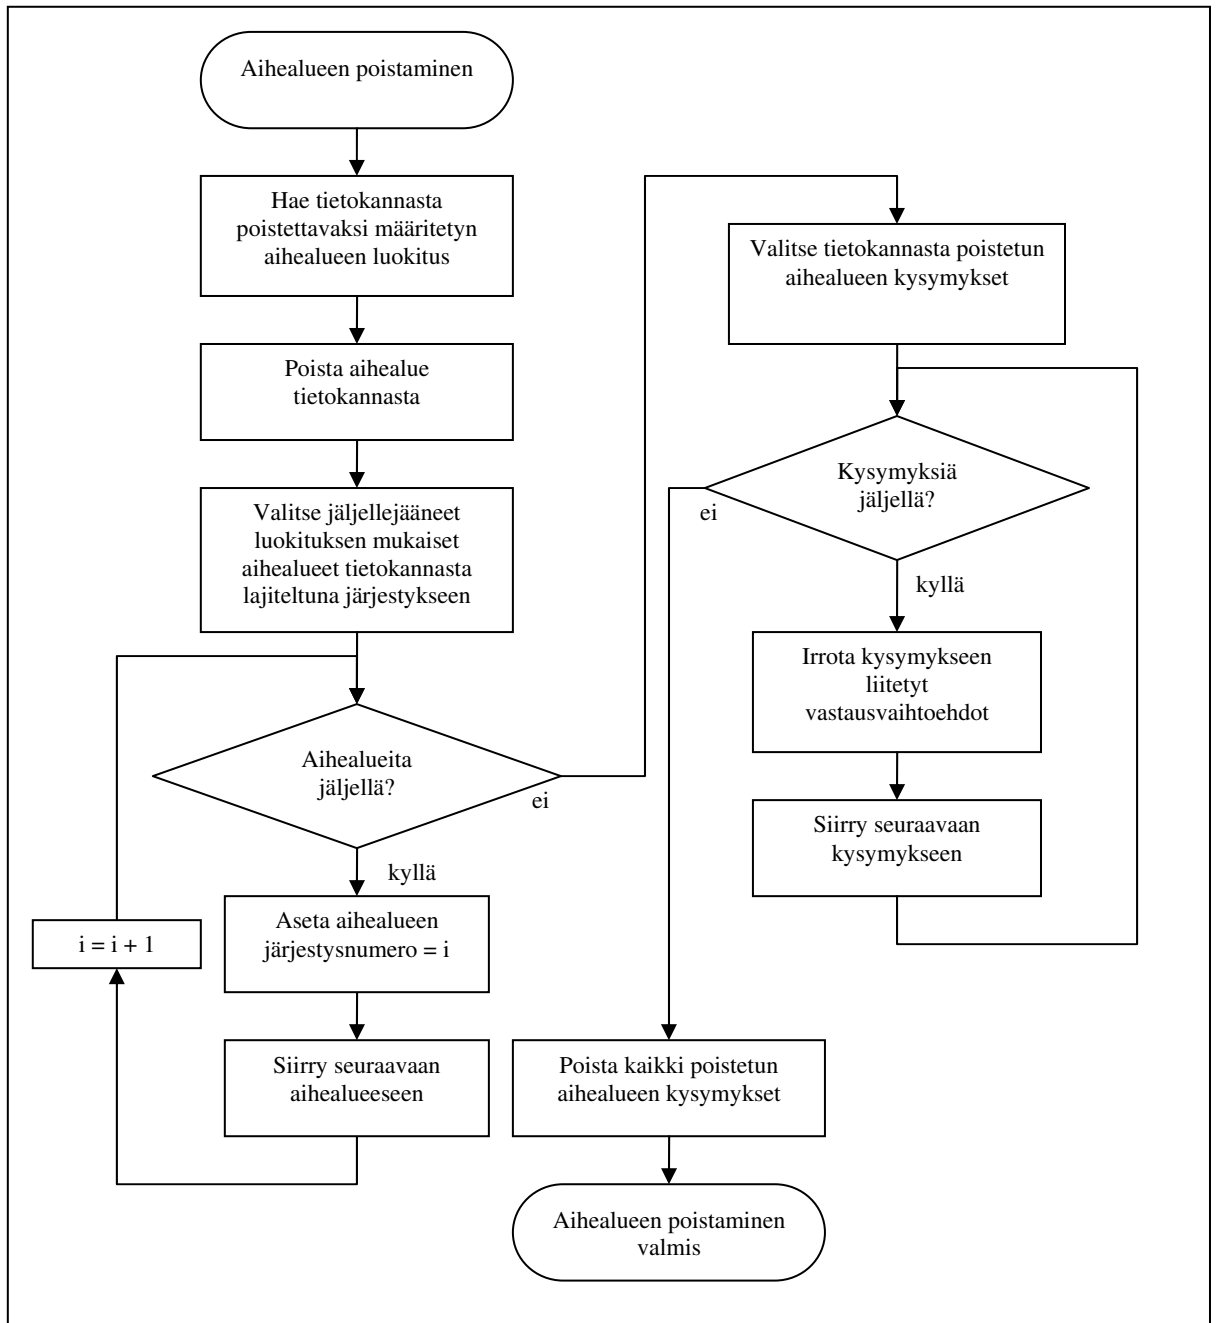 Aihealueen poistaminen
Hae tietokannasta
poistettavaksi määritetyn
aihealueen luokitus
Poista aihealue
tietokannasta
Valitse jäljellejääneet
luokituksen mukaiset
aihealueet tietokannasta
lajiteltuna järjestykseen
Aihealueita
jäljellä?
ei
kyllä
Aseta aihealueen
järjestysnumero = i
i = i + 1
Siirry seuraavaan
aihealueeseen
Valitse tietokannasta poistetun
aihealueen kysymykset
Kysymyksiä
jäljellä?
ei
kyllä
Irrota kysymykseen
liitetyt
vastausvaihtoehdot
Siirry seuraavaan
kysymykseen
Poista kaikki poistetun
aihealueen kysymykset
Aihealueen poistaminen
valmis